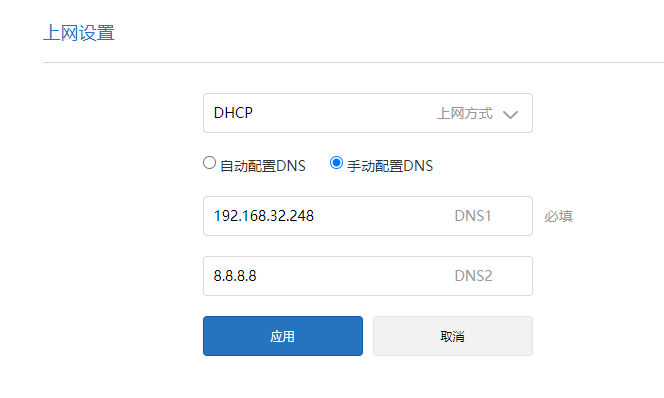 上网设置
DHCP 上网方式
自动配置DNS 手动配置DNS
192.168.32.248 DNS1 必填
8.8.8.8 DNS2
应用 取消